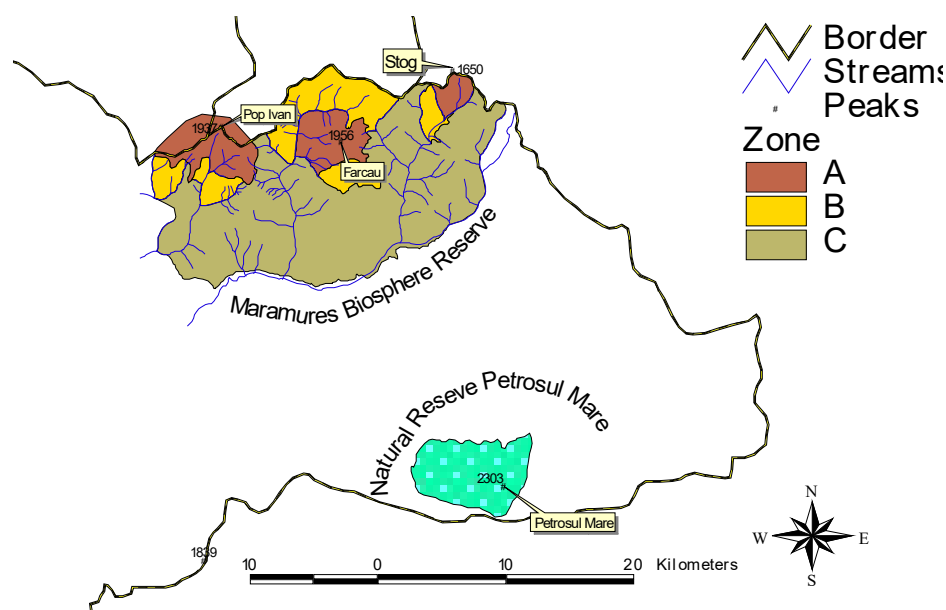 Border
Streams
Peaks
Zone
A
B
C
Stog
1650
Pop Ivan
1937
1956
Farcau
Maramures Biosphere Reserve
Natural Reseve Petrosul Mare
2303
Petrosul Mare
1839
10 0 10 20 Kilometers
N
W E
S